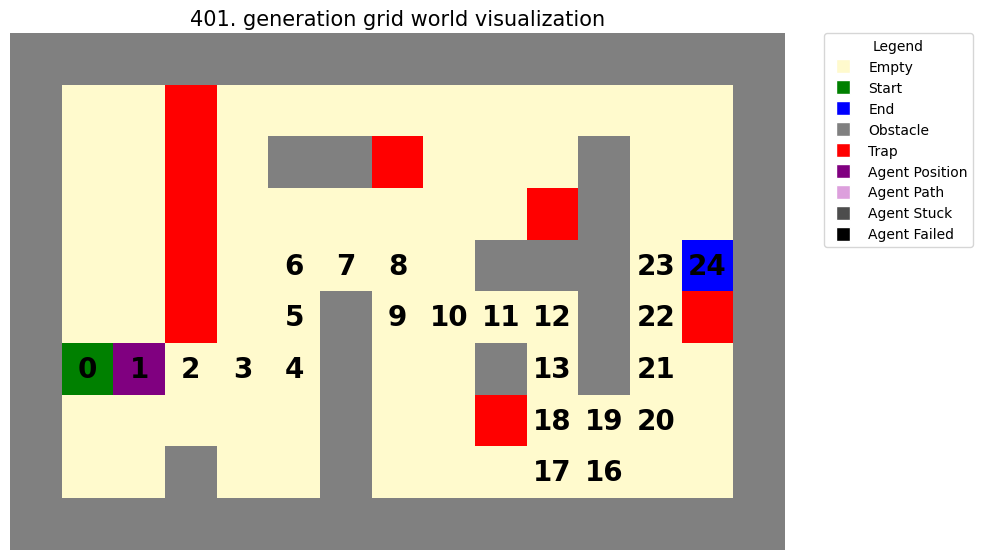 401. generation grid world visualization
Legend
Empty
Start
End
Obstacle
Trap
Agent Position
Agent Path
Agent Stuck
Agent Failed
6 7 8 23 24
5 9 10 11 12 22
0 1 2 3 4 13 21
18 19 20
17 16